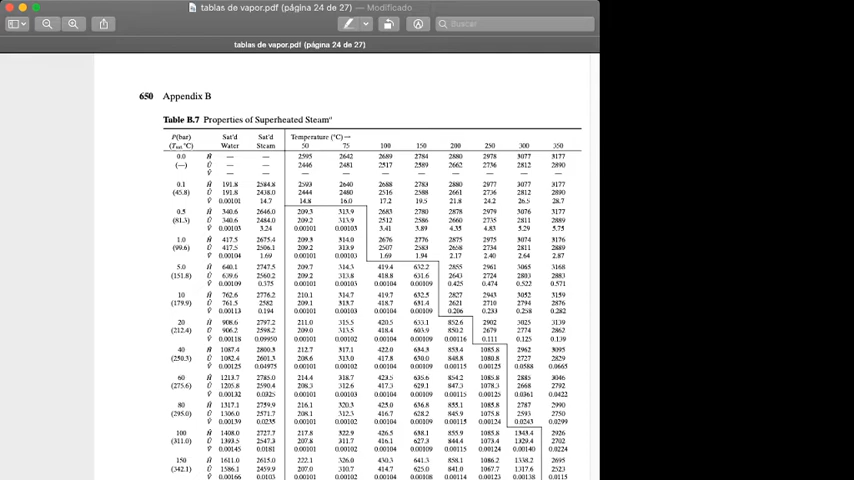 tablas de vapor.pdf (página 24 de 27) — Modificado
Buscar
tablas de vapor.pdf (página 24 de 27)
650 Appendix B
Table B.7 Properties of Superheated Steam
P(bar) Sat'd Sat'd Temperature (°C)→
(Tsat °C) Water Steam 50 75 100 150 200 250 300 350
0.0 Ĥ — — 2595 2642 2689 2784 2880 2978 3077 3177
(—) Û — — 2446 2481 2517 2589 2662 2736 2812 2890
V̂ — — — — — — — — — —
0.1 Ĥ 191.8 2584.8 2593 2640 2688 2783 2880 2977 3077 3177
(45.8) Û 191.8 2438.0 2444 2480 2516 2588 2661 2736 2812 2890
V̂ 0.00101 14.7 14.8 16.0 17.2 19.5 21.8 24.2 26.5 28.7
0.5 Ĥ 340.6 2646.0 209.3 313.9 2683 2780 2878 2979 3076 3177
(81.3) Û 340.6 2484.0 209.2 313.9 2512 2586 2660 2735 2811 2889
V̂ 0.00103 3.24 0.00101 0.00103 3.41 3.89 4.35 4.83 5.29 5.75
1.0 Ĥ 417.5 2675.4 209.3 314.0 2676 2776 2875 2975 3074 3176
(99.6) Û 417.5 2506.1 209.2 313.9 2507 2583 2658 2734 2811 2889
V̂ 0.00104 1.69 0.00101 0.00103 1.69 1.94 2.17 2.40 2.64 2.87
5.0 Ĥ 640.1 2747.5 209.7 314.3 419.4 632.2 2855 2961 3065 3168
(151.8) Û 639.6 2560.2 209.2 313.8 418.8 631.6 2643 2724 2803 2883
V̂ 0.00109 0.375 0.00101 0.00103 0.00104 0.00109 0.425 0.474 0.522 0.571
10 Ĥ 762.6 2776.2 210.1 314.7 419.7 632.5 2827 2943 3052 3159
(179.9) Û 761.5 2582 209.1 313.7 418.7 631.4 2621 2710 2794 2876
V̂ 0.00113 0.194 0.00101 0.00103 0.00104 0.00109 0.206 0.233 0.258 0.282
20 Ĥ 908.6 2797.2 211.0 315.5 420.5 633.1 852.6 2902 3025 3139
(212.4) Û 906.2 2598.2 209.0 313.5 418.4 603.9 850.2 2679 2774 2862
V̂ 0.00118 0.09950 0.00101 0.00102 0.00104 0.00109 0.00116 0.111 0.125 0.139
40 Ĥ 1087.4 2800.3 212.7 317.1 422.0 634.3 853.4 1085.8 2962 3095
(250.3) Û 1082.4 2601.3 208.6 313.0 417.8 630.0 848.8 1080.8 2727 2829
V̂ 0.00125 0.04975 0.00101 0.00102 0.00104 0.00109 0.00115 0.00125 0.0588 0.0665
60 Ĥ 1213.7 2785.0 214.4 318.7 423.5 635.6 854.2 1085.8 2885 3046
(275.6) Û 1205.8 2590.4 208.3 312.6 417.3 629.1 847.3 1078.3 2668 2792
V̂ 0.00132 0.0325 0.00101 0.00103 0.00104 0.00109 0.00115 0.00125 0.0361 0.0422
80 Ĥ 1317.1 2759.9 216.1 320.3 425.0 636.8 855.1 1085.8 2787 2990
(295.0) Û 1306.0 2571.7 208.1 312.3 416.7 628.2 845.9 1075.8 2593 2750
V̂ 0.00139 0.0235 0.00101 0.00102 0.00104 0.00109 0.00115 0.00124 0.0243 0.0299
100 Ĥ 1408.0 2727.7 217.8 322.9 426.5 638.1 855.9 1085.8 1343.4 2926
(311.0) Û 1393.5 2547.3 207.8 311.7 416.1 627.3 844.4 1073.4 1329.4 2702
V̂ 0.00145 0.0181 0.00101 0.00102 0.00104 0.00109 0.00115 0.00124 0.00140 0.0224
150 Ĥ 1611.0 2615.0 222.1 326.0 430.3 641.3 858.1 1086.2 1338.2 2695
(342.1) Û 1586.1 2459.9 207.0 310.7 414.7 625.0 841.0 1067.7 1317.6 2523
V̂ 0.00166 0.0103 0.00101 0.00102 0.00104 0.00108 0.00114 0.00123 0.00138 0.0115